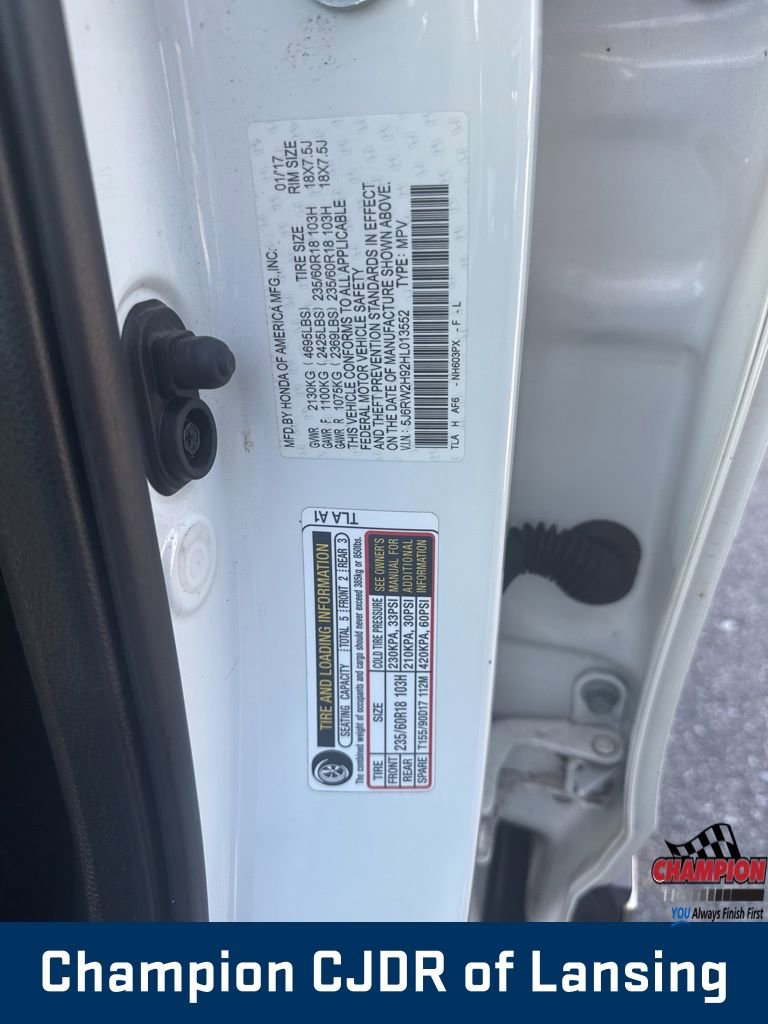 MFD.BY HONDA OF AMERICA MFG.,INC. 01/17
TIRE SIZE RIM SIZE
GVWR 2130KG (4695LBS)
GAWR F 1100KG (2425LBS) 235/60R18 103H 18X7.5J
GAWR R 1075KG (2369LBS) 235/60R18 103H 18X7.5J
THIS VEHICLE CONFORMS TO ALL APPLICABLE
FEDERAL MOTOR VEHICLE SAFETY
AND THEFT PREVENTION STANDARDS IN EFFECT
ON THE DATE OF MANUFACTURE SHOWN ABOVE.
V.I.N.: 5J6RW2H92HL013552 TYPE: MPV
TLA H AF6 - NH603PX - F - L
TLA A1
TIRE AND LOADING INFORMATION
SEATING CAPACITY TOTAL 5 FRONT 2 REAR 3
The combined weight of occupants and cargo should never exceed 385kg or 850lbs.
TIRE SIZE COLD TIRE PRESSURE SEE OWNER'S
FRONT 235/60R18 103H 230KPA, 33PSI MANUAL FOR
REAR 210KPA, 30PSI ADDITIONAL
SPARE T155/90D17 112M 420KPA, 60PSI INFORMATION
CHAMPION
YOU Always Finish First
Champion CJDR of Lansing